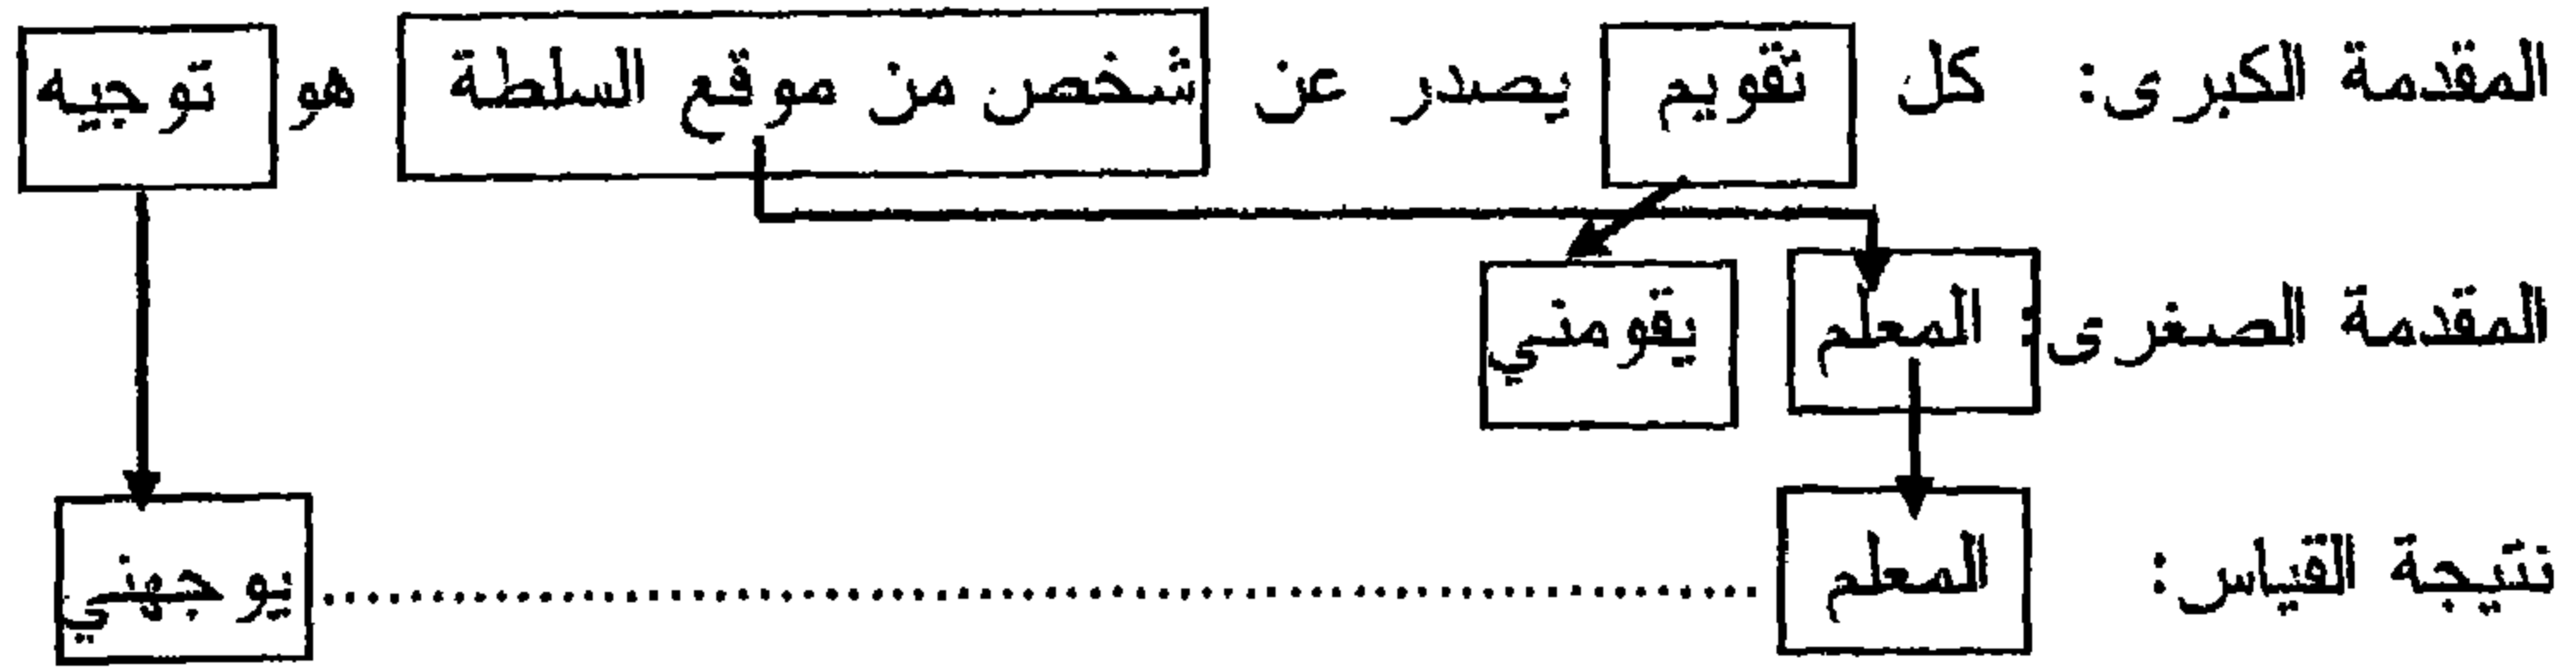 المقدمة الكبرى: كل تقويم يصدر عن شخص من موقع السلطة هو توجيه
المقدمة الصغرى: المعلم يقومني
نتيجة القياس: المعلم ........................ يوجهني